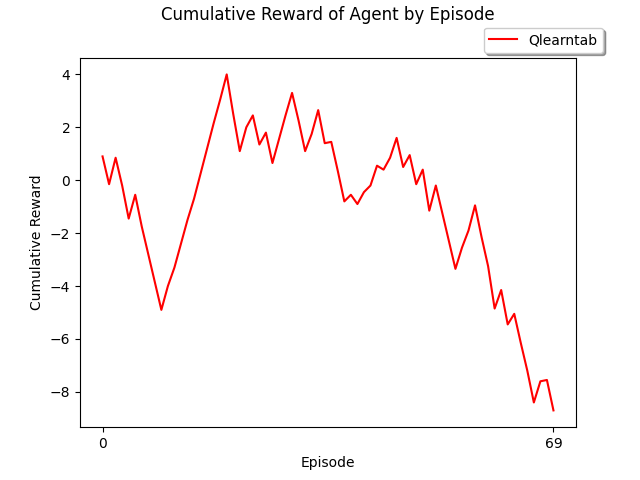 Cumulative Reward of Agent by Episode
Qlearntab
4
2
0
−2
−4
−6
−8
Cumulative Reward
0
69
Episode